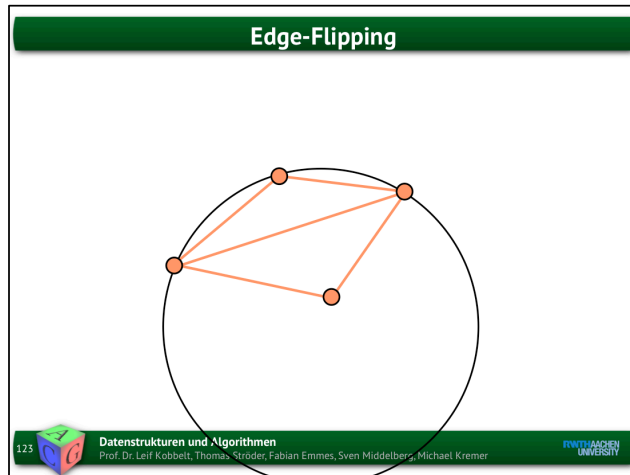 Edge-Flipping
123
A
C
G
Datenstrukturen und Algorithmen
Prof. Dr. Leif Kobbelt, Thomas Ströder, Fabian Emmes, Sven Middelberg, Michael Kremer
RWTHAACHEN
UNIVERSITY